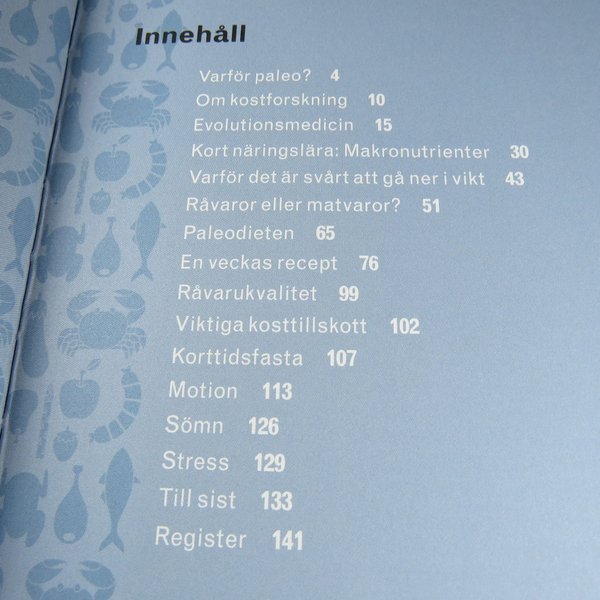 Innehåll
Varför paleo? 4
Om kostforskning 10
Evolutionsmedicin 15
Kort näringslära: Makronutrienter 30
Varför det är svårt att gå ner i vikt 43
Råvaror eller matvaror? 51
Paleodieten 65
En veckas recept 76
Råvarukvalitet 99
Viktiga kosttillskott 102
Korttidsfasta 107
Motion 113
Sömn 126
Stress 129
Till sist 133
Register 141